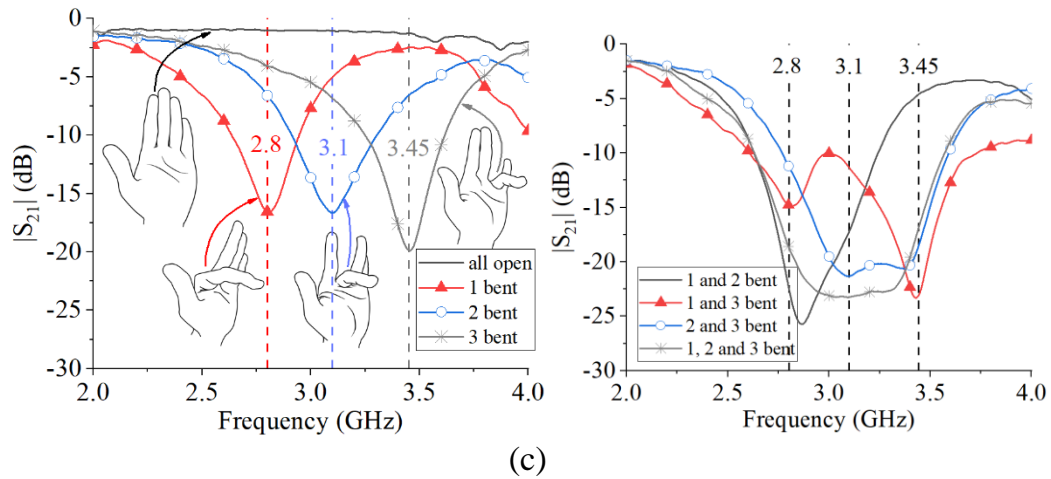 |S21| (dB)
0
-5
-10
-15
-20
-25
-30
2.8
3.1
3.45
all open
1 bent
2 bent
3 bent
2.0
2.5
3.0
3.5
4.0
Frequency (GHz)
|S21| (dB)
0
-5
-10
-15
-20
-25
-30
2.8
3.1
3.45
1 and 2 bent
1 and 3 bent
2 and 3 bent
1, 2 and 3 bent
2.0
2.5
3.0
3.5
4.0
Frequency (GHz)
(c)